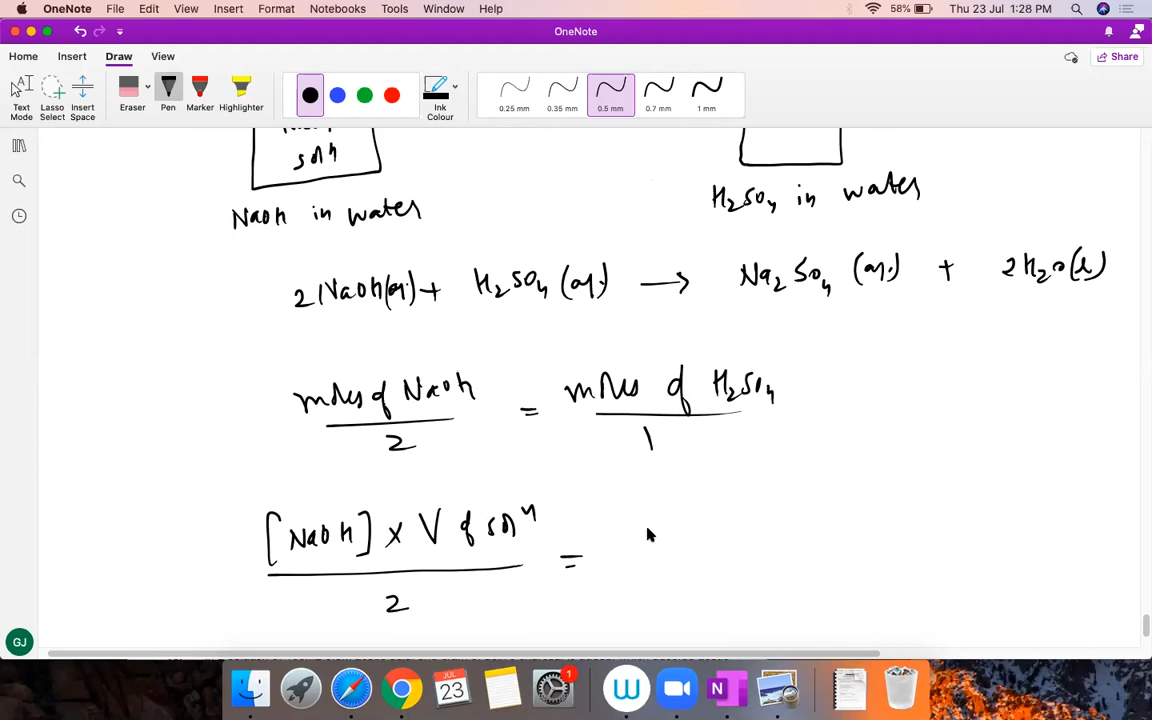 OneNote File Edit View Insert Format Notebooks Tools Window Help 58% Thu 23 Jul 1:28 PM
OneNote
Home Insert Draw View Share
Text Mode
Lasso Select
Insert Space
Eraser Pen Marker Highlighter
Ink Colour
0.25 mm 0.35 mm 0.5 mm 0.7 mm 1 mm
soln
NaOH in water
H2SO4 in water
2NaOH(aq.) + H2SO4 (aq.) → Na2SO4 (aq.) + 2H2O(l)
moles of NaOH / 2 = moles of H2SO4 / 1
[NaOH] x V of soln / 2 =
GJ
JUL 23
1
W
N